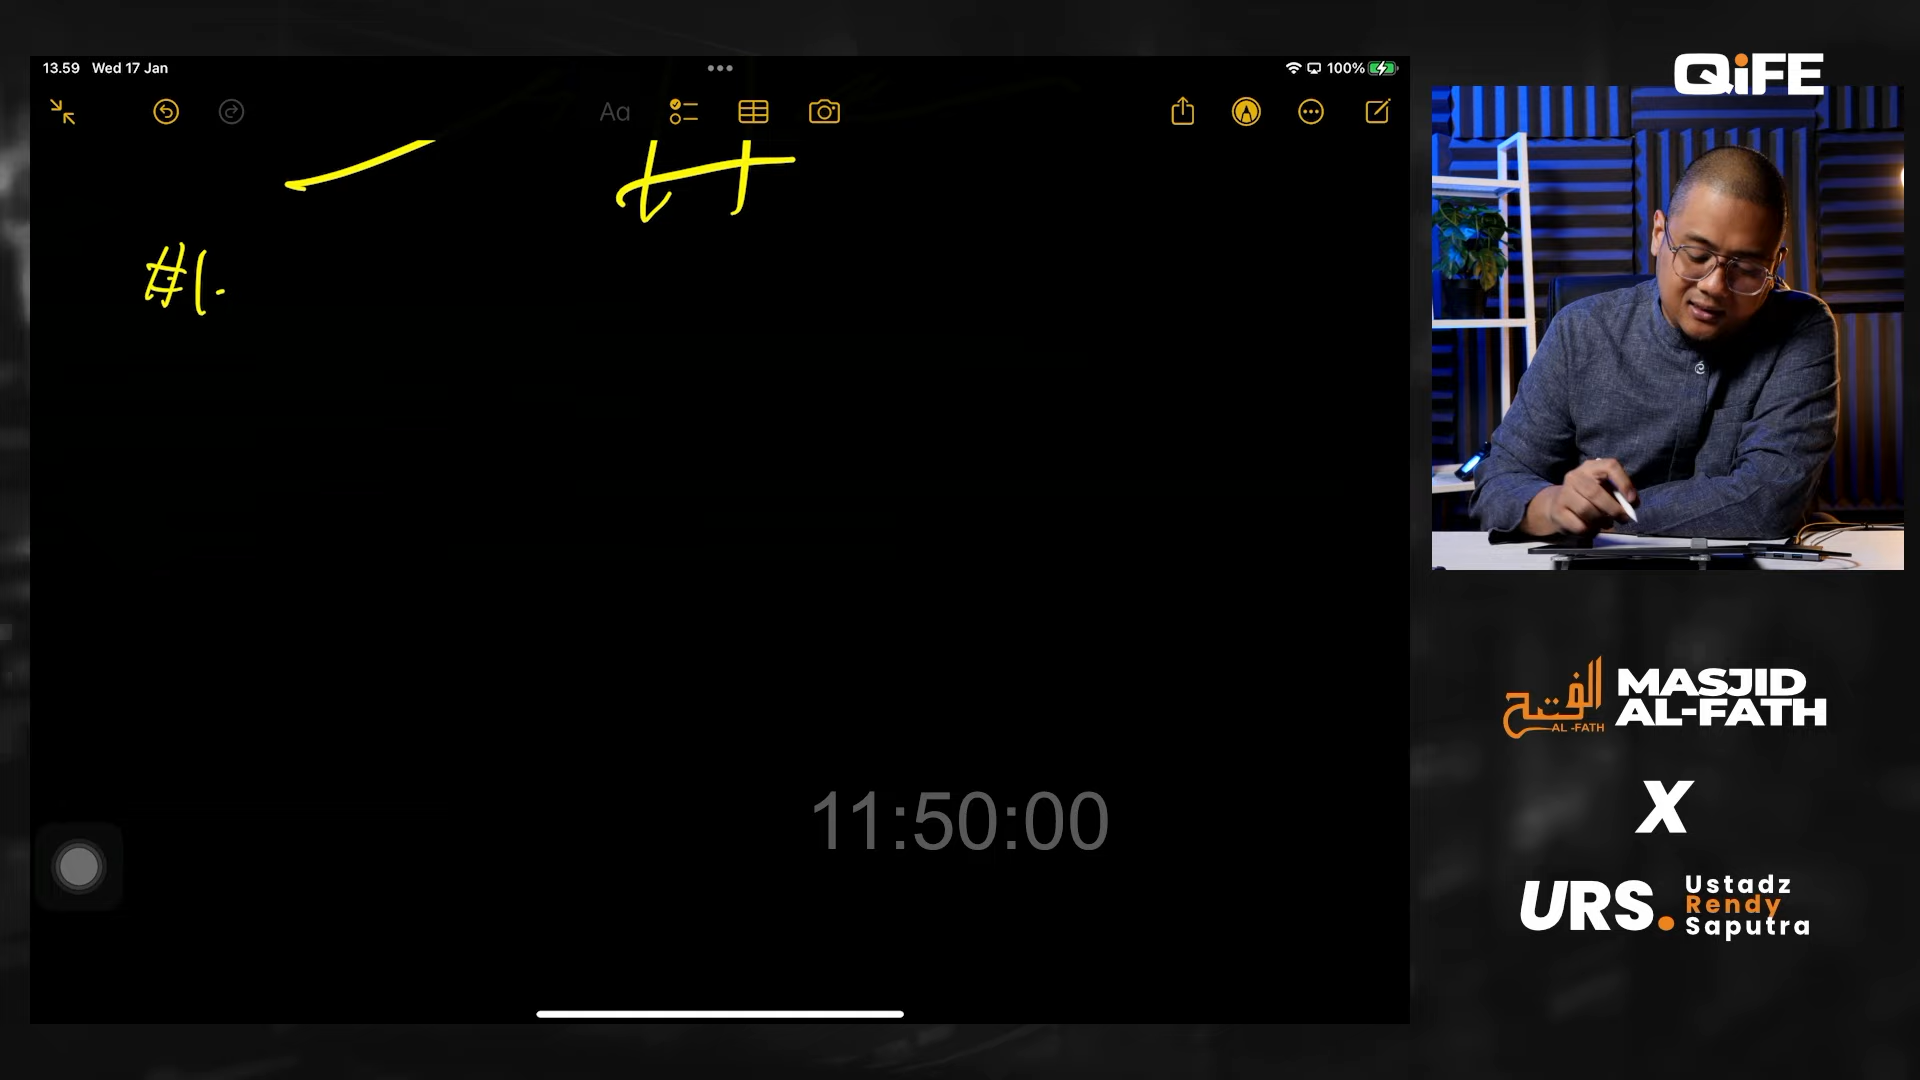 13.59 Wed 17 Jan
100%
Aa
#1.
11:50:00
QiFE
الفتح
AL -FATH
MASJID
AL-FATH
X
URS.
Ustadz
Rendy
Saputra